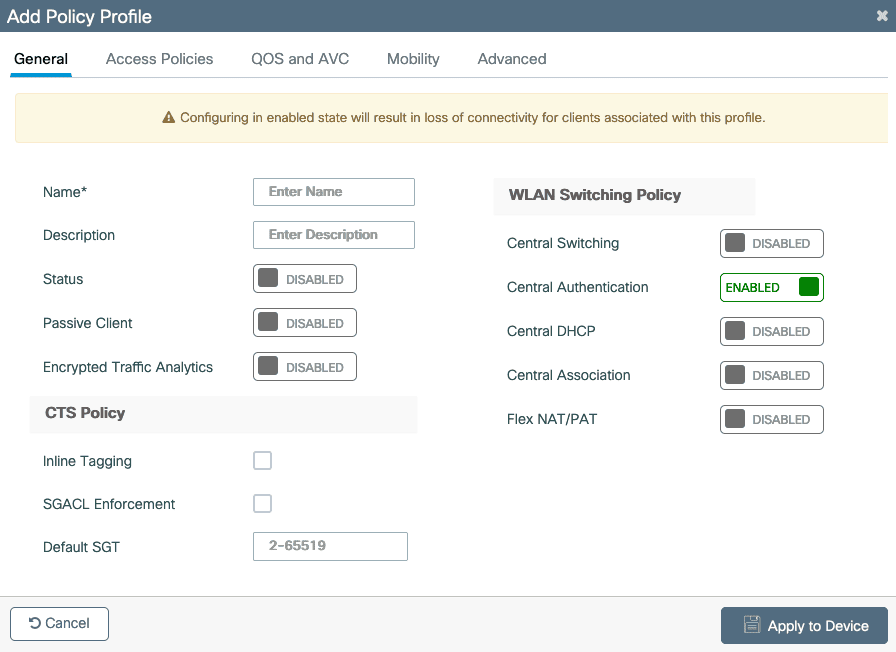 Add Policy Profile
General
Access Policies
QOS and AVC
Mobility
Advanced
Configuring in enabled state will result in loss of connectivity for clients associated with this profile.
Name*
Enter Name
Description
Enter Description
Status
DISABLED
Passive Client
DISABLED
Encrypted Traffic Analytics
DISABLED
CTS Policy
Inline Tagging
SGACL Enforcement
Default SGT
2-65519
WLAN Switching Policy
Central Switching
DISABLED
Central Authentication
ENABLED
Central DHCP
DISABLED
Central Association
DISABLED
Flex NAT/PAT
DISABLED
Cancel
Apply to Device